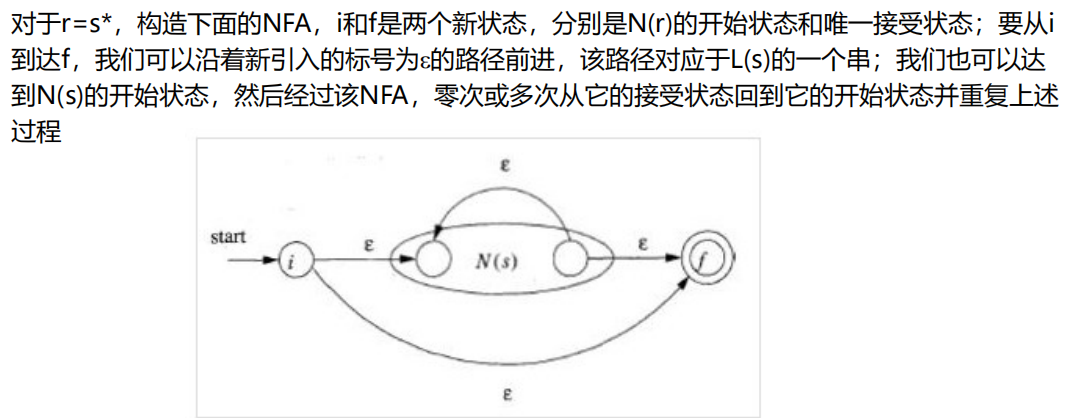 对于r=s*，构造下面的NFA，i和f是两个新状态，分别是N(r)的开始状态和唯一接受状态；要从i
到达f，我们可以沿着新引入的标号为ε的路径前进，该路径对应于L(s)的一个串；我们也可以达
到N(s)的开始状态，然后经过该NFA，零次或多次从它的接受状态回到它的开始状态并重复上述
过程
ε
start
i
ε
N(s)
ε
f
ε